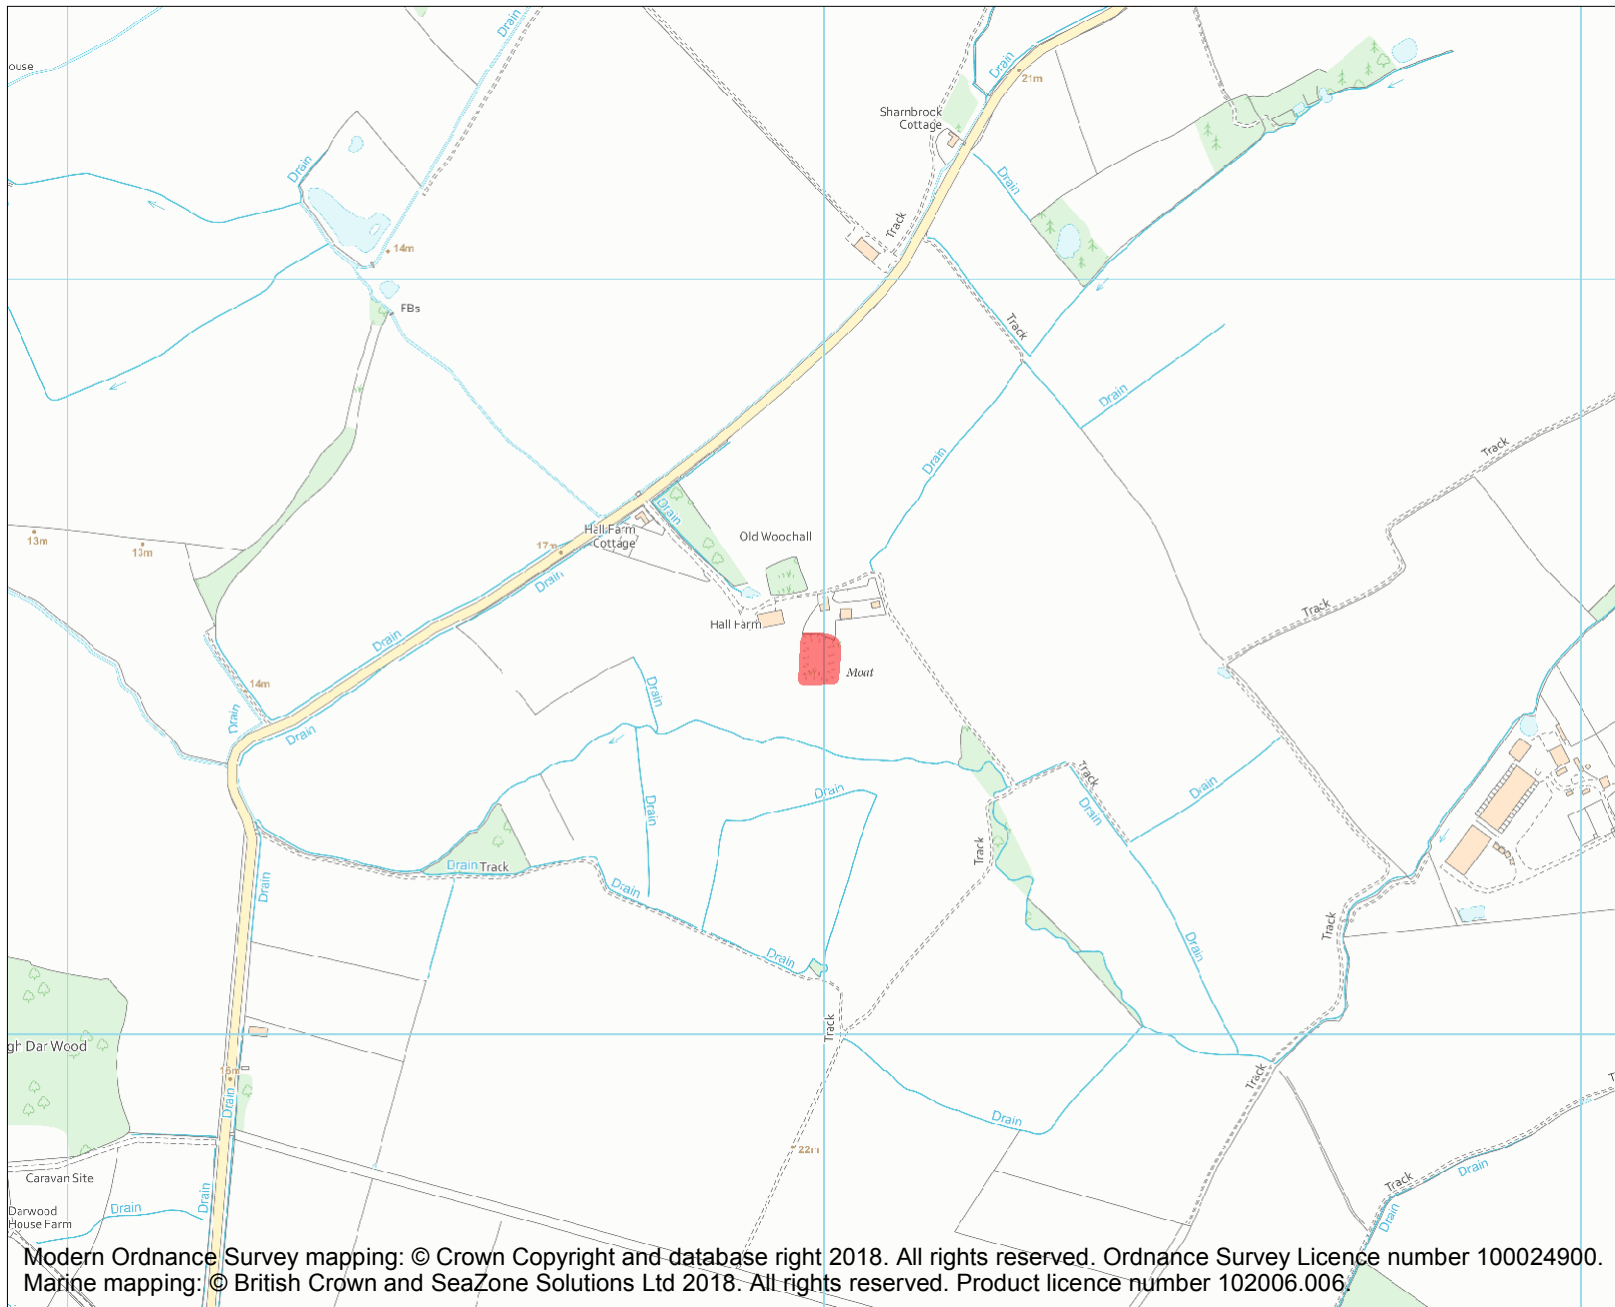 ouse
Drain
Drain
21m
Sharnbrock
Cottage
Drain
Drain
Track
14m
FBs
Track
Drain
Track
Drain
13m
13m
17m
Hall Farm
Cottage
Drain
Old Woodhall
Drain
Track
Hall Farm
Drain
Moat
14m
Drain
Drain
Drain
Track
Drain
Drain
Drain
Drain
Track
Drain Track
Drain
Drain
Track
Drain
Drain
Track
gh Dar Wood
15m
Drain
Track
Drain
22m
Caravan Site
Drain
Drain
Darwood
House Farm
Track
Drain
Drain
T
Modern Ordnance Survey mapping: © Crown Copyright and database right 2018. All rights reserved. Ordnance Survey Licence number 100024900.
Marine mapping: © British Crown and SeaZone Solutions Ltd 2018. All rights reserved. Product licence number 102006.006.